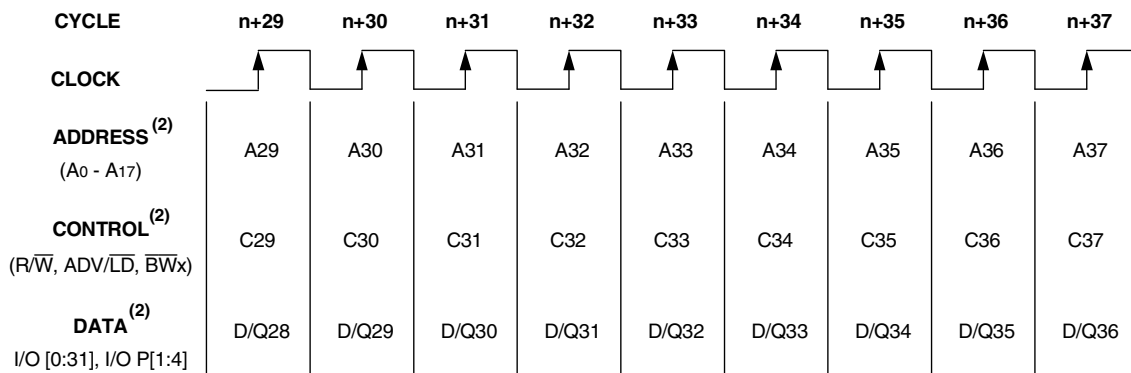 CYCLE n+29 n+30 n+31 n+32 n+33 n+34 n+35 n+36 n+37
CLOCK
ADDRESS(2) A29 A30 A31 A32 A33 A34 A35 A36 A37
(A0 - A17)
CONTROL(2) C29 C30 C31 C32 C33 C34 C35 C36 C37
(R/W̅, ADV/L̅D̅, B̅W̅x)
DATA(2) D/Q28 D/Q29 D/Q30 D/Q31 D/Q32 D/Q33 D/Q34 D/Q35 D/Q36
I/O [0:31], I/O P[1:4]